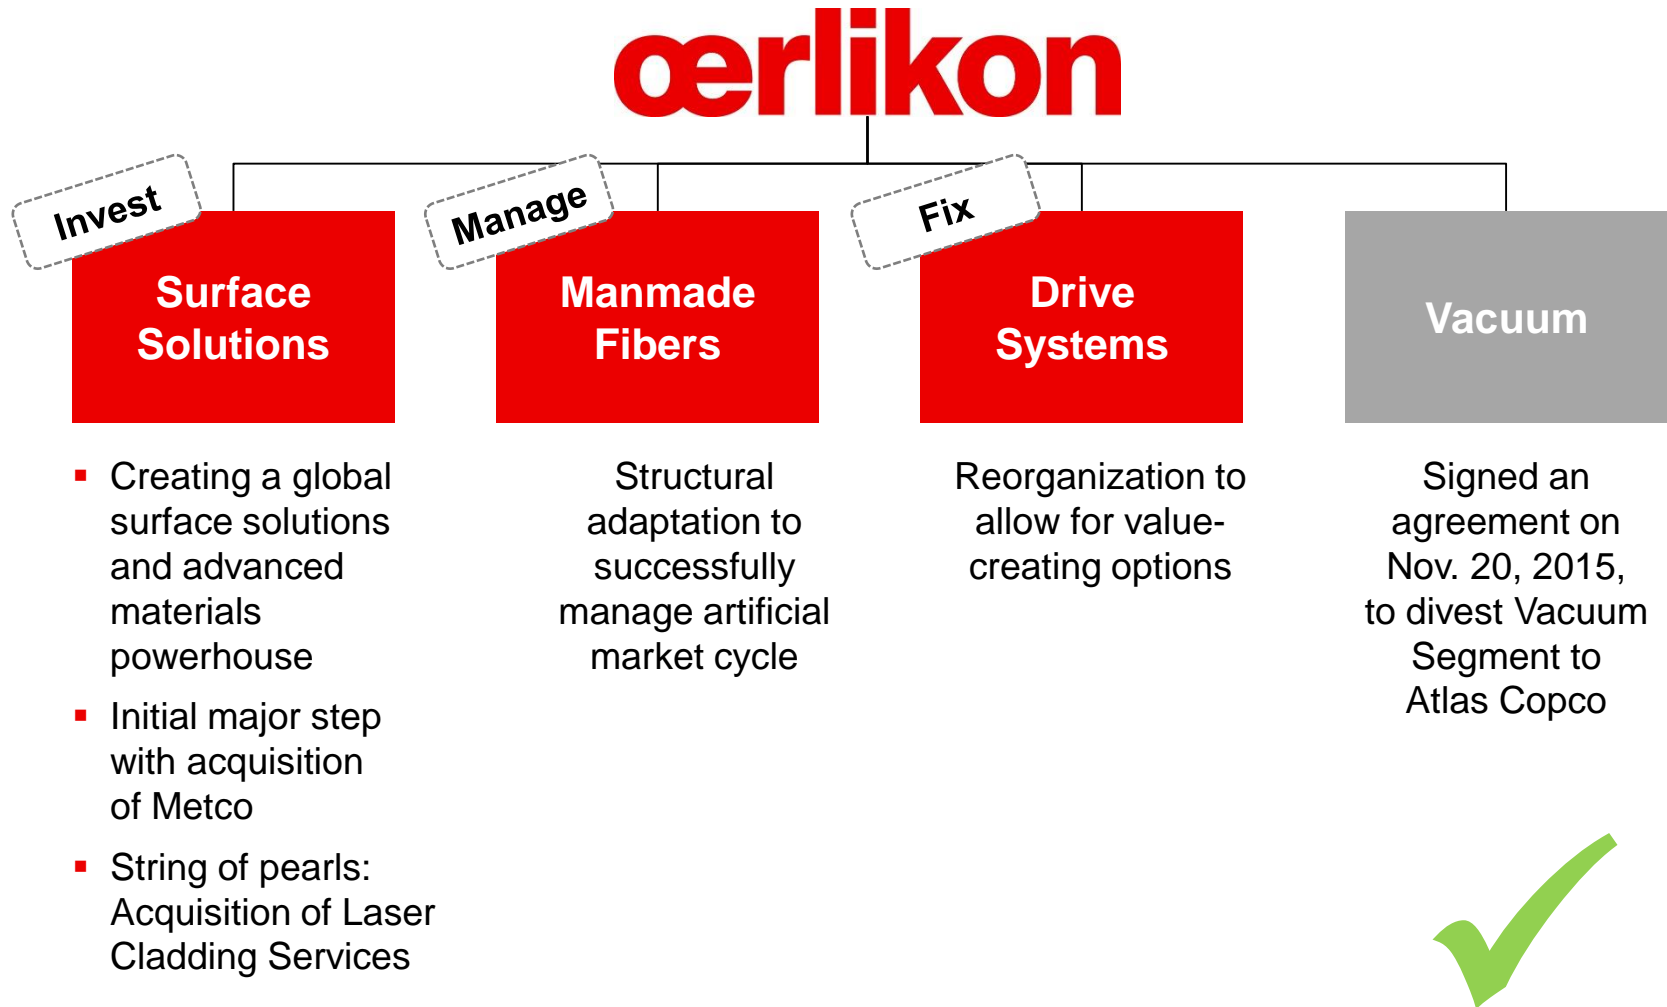 œrlikon
Invest
Surface
Solutions
▪ Creating a global
surface solutions
and advanced
materials
powerhouse
▪ Initial major step
with acquisition
of Metco
▪ String of pearls:
Acquisition of Laser
Cladding Services
Manage
Manmade
Fibers
Structural
adaptation to
successfully
manage artificial
market cycle
Fix
Drive
Systems
Reorganization to
allow for value-
creating options
Vacuum
Signed an
agreement on
Nov. 20, 2015,
to divest Vacuum
Segment to
Atlas Copco